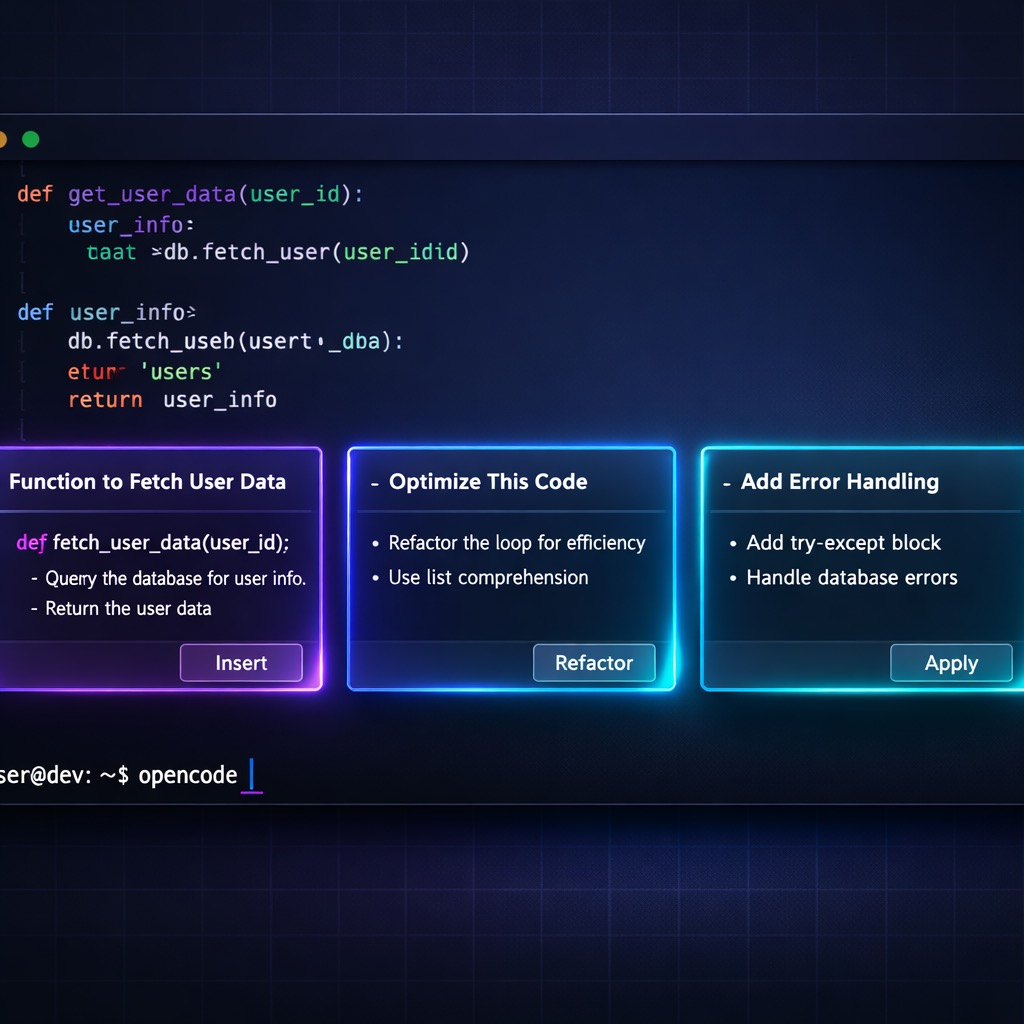 def get_user_data(user_id):
user_info:
taat =db.fetch_user(user_idid)
def user_info>
db.fetch_useb(usert·_dba):
etur 'users'
return user_info
Function to Fetch User Data
def fetch_user_data(user_id);
- Query the database for user info.
- Return the user data
Insert
- Optimize This Code
• Refactor the loop for efficiency
• Use list comprehension
Refactor
- Add Error Handling
• Add try-except block
• Handle database errors
Apply
ser@dev: ~$ opencode